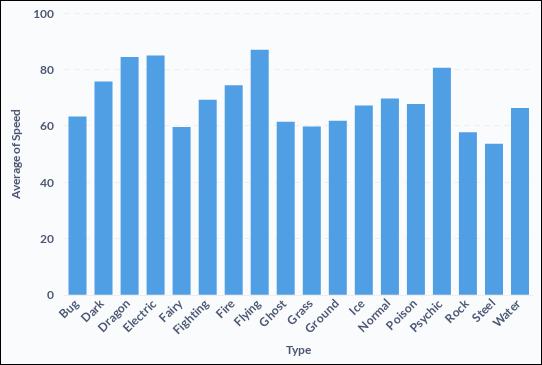 100
80
60
40
20
0
Average of Speed
Bug
Dark
Dragon
Electric
Fairy
Fighting
Fire
Flying
Ghost
Grass
Ground
Ice
Normal
Poison
Psychic
Rock
Steel
Water
Type